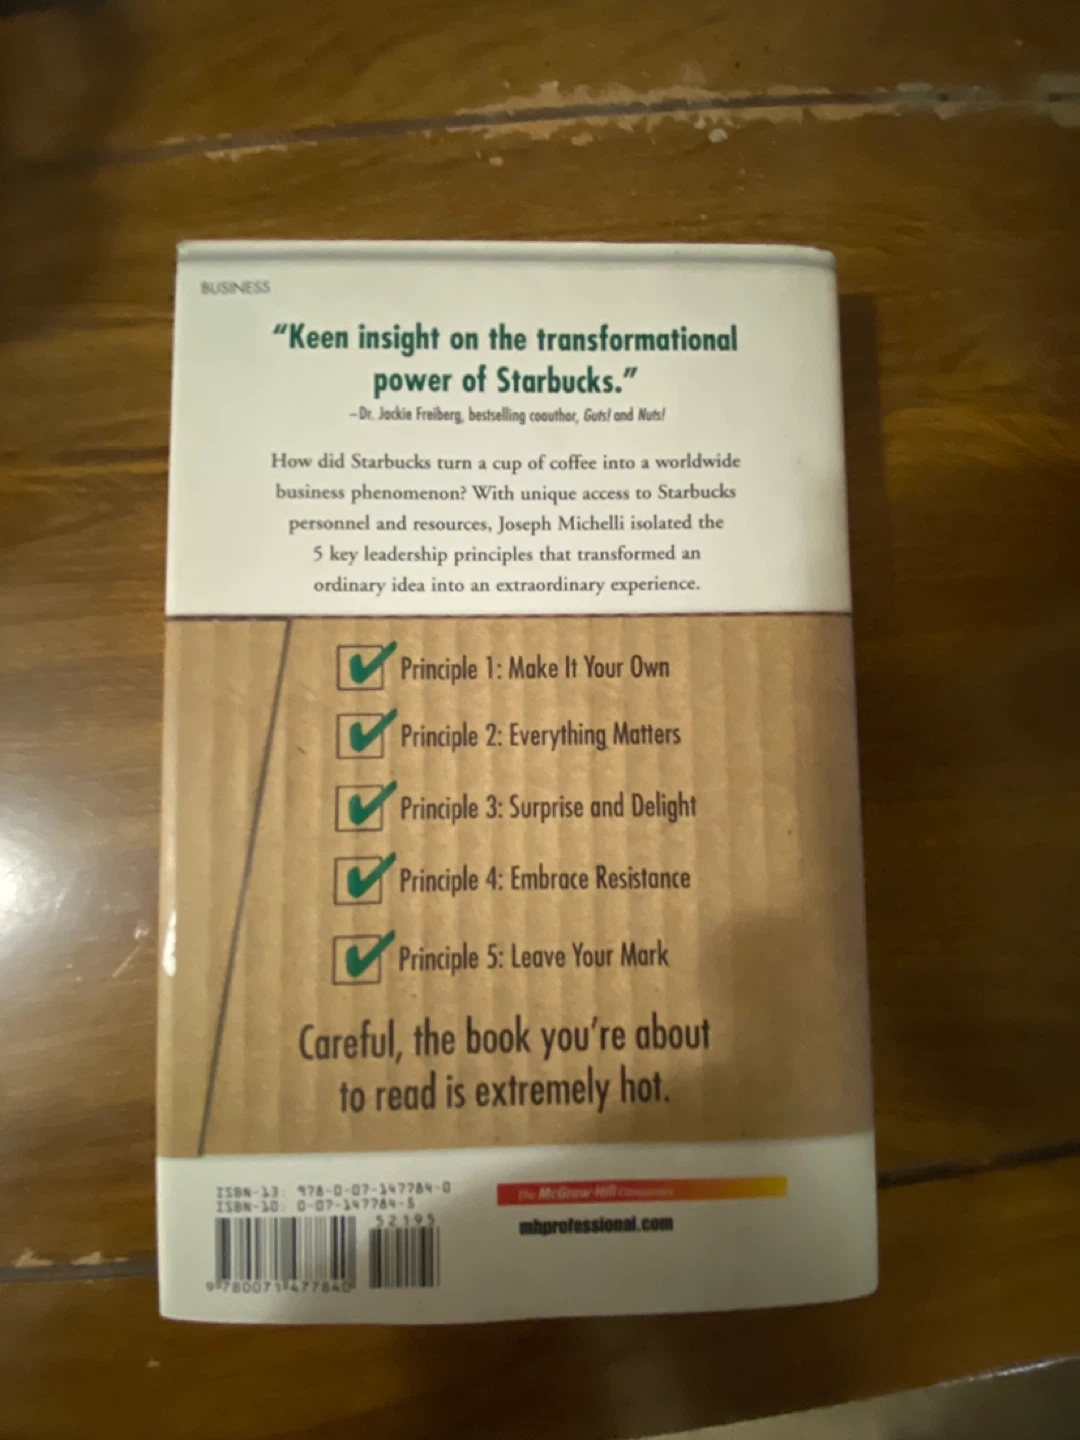 BUSINESS
“Keen insight on the transformational
power of Starbucks.”
–Dr. Jackie Freiberg, bestselling coauthor, Guts! and Nuts!
How did Starbucks turn a cup of coffee into a worldwide
business phenomenon? With unique access to Starbucks
personnel and resources, Joseph Michelli isolated the
5 key leadership principles that transformed an
ordinary idea into an extraordinary experience.
Principle 1: Make It Your Own
Principle 2: Everything Matters
Principle 3: Surprise and Delight
Principle 4: Embrace Resistance
Principle 5: Leave Your Mark
Careful, the book you’re about
to read is extremely hot.
ISBN-13: 978-0-07-147784-0
ISBN-10: 0-07-147784-5
52195
9 780071 477840
The McGraw·Hill Companies
mhprofessional.com